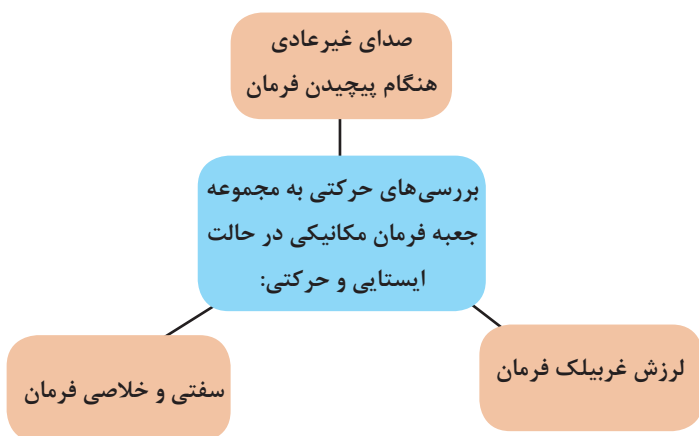 صدای غیرعادی
هنگام پیچیدن فرمان
بررسی‌های حرکتی به مجموعه
جعبه فرمان مکانیکی در حالت
ایستایی و حرکتی:
لرزش غربیلک فرمان
سفتی و خلاصی فرمان